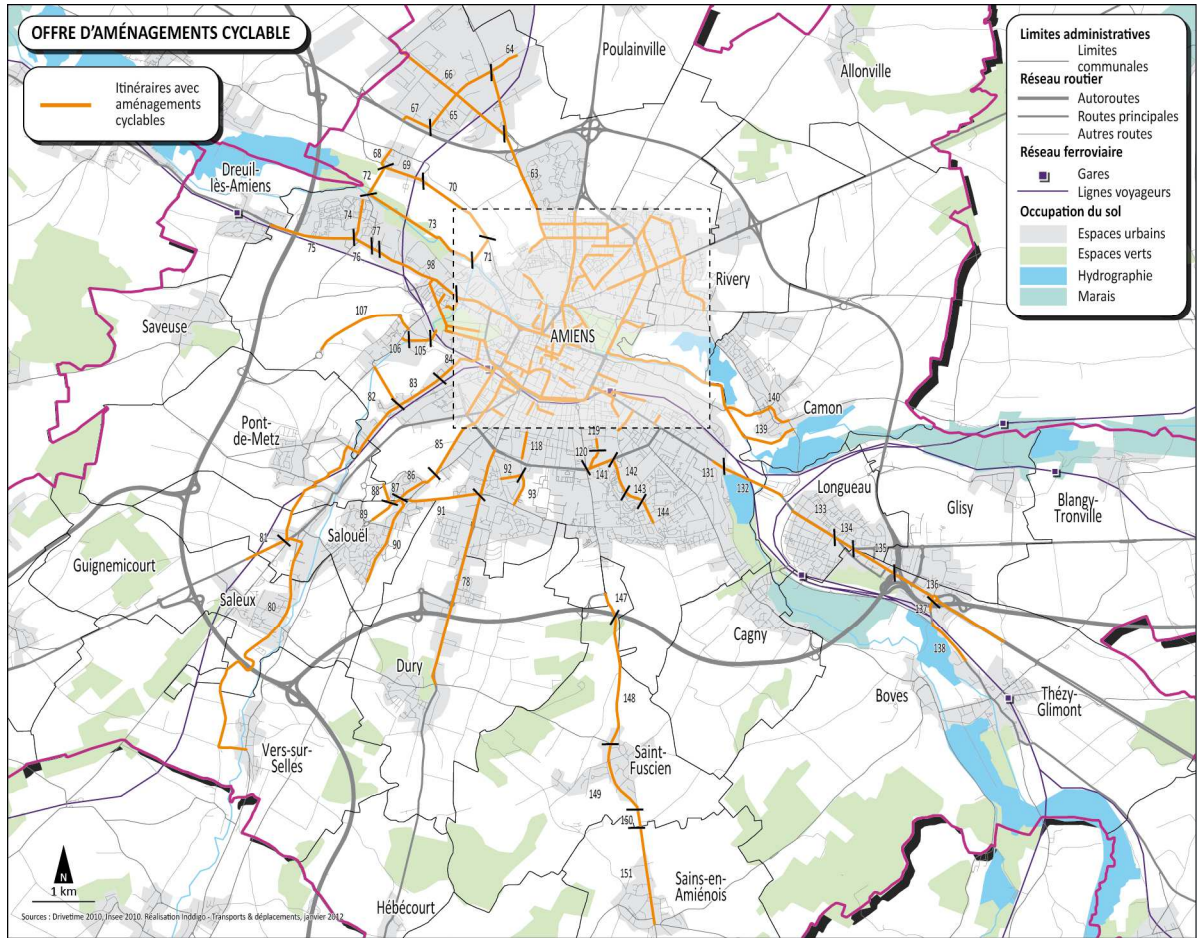 OFFRE D'AMÉNAGEMENTS CYCLABLE
Itinéraires avec
aménagements
cyclables
Limites administratives
Limites
communales
Réseau routier
Autoroutes
Routes principales
Autres routes
Réseau ferroviaire
Gares
Lignes voyageurs
Occupation du sol
Espaces urbains
Espaces verts
Hydrographie
Marais
Poulainville
Allonville
64
66
65
67
63
68
69
70
72
Dreuil-
lès-Amiens
74
73
77
75
76
98
71
Rivery
Saveuse
107
106
105
AMIENS
84
83
82
Pont-
de-Metz
140
139
Camon
85
118
119
120
141
142
143
144
131
132
86
87
88
89
90
91
92
93
Salouël
Longueau
133
134
135
136
137
138
Glisy
Blangy-
Tronville
81
Guignemicourt
Saleux
80
78
147
Cagny
Dury
148
Boves
Thézy-
Glimont
Vers-sur-
Selles
Saint-
Fuscien
149
160
151
Sains-en-
Amiénois
Hébécourt
N
1 km
Sources : Drivetime 2010, Insee 2010. Réalisation Inddigo - Transports & déplacements, janvier 2012